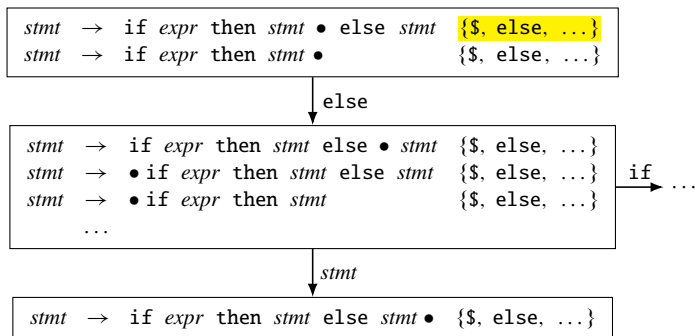 stmt → if expr then stmt • else stmt {$, else, ...}
stmt → if expr then stmt • {$, else, ...}
else
stmt → if expr then stmt else • stmt {$, else, ...}
stmt → • if expr then stmt else stmt {$, else, ...}
stmt → • if expr then stmt {$, else, ...}
...
if
...
stmt
stmt → if expr then stmt else stmt • {$, else, ...}